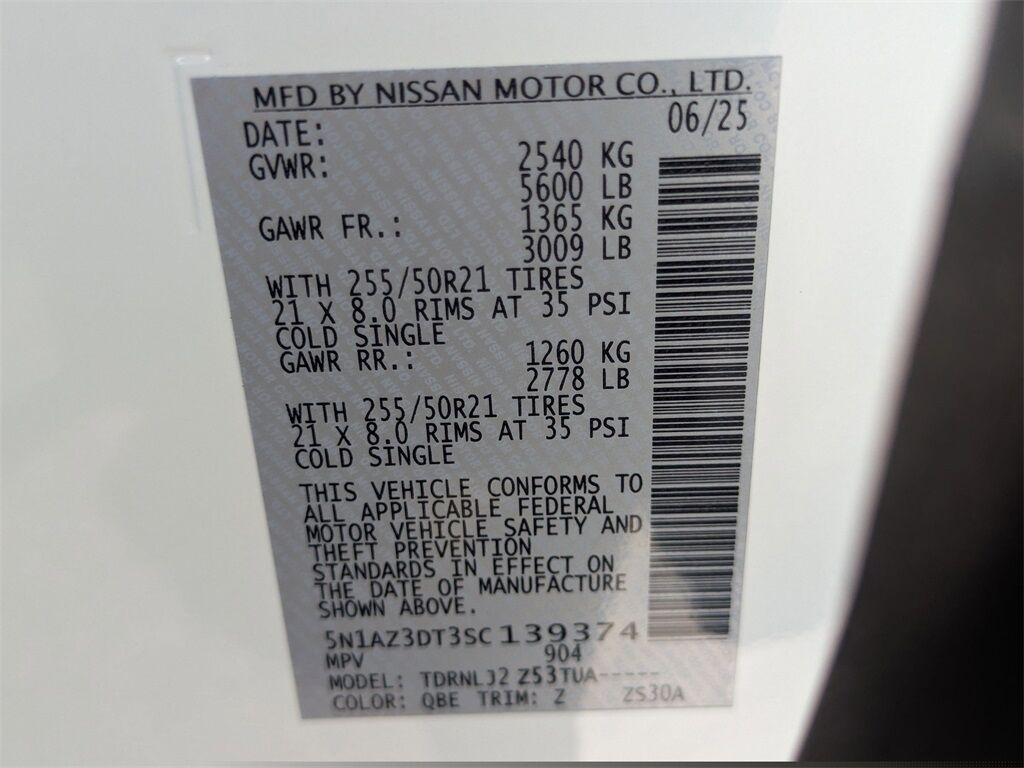 MFD BY NISSAN MOTOR CO., LTD.
DATE: 06/25
GVWR: 2540 KG
5600 LB
GAWR FR.: 1365 KG
3009 LB
WITH 255/50R21 TIRES
21 X 8.0 RIMS AT 35 PSI
COLD SINGLE
GAWR RR.: 1260 KG
2778 LB
WITH 255/50R21 TIRES
21 X 8.0 RIMS AT 35 PSI
COLD SINGLE
THIS VEHICLE CONFORMS TO
ALL APPLICABLE FEDERAL
MOTOR VEHICLE SAFETY AND
THEFT PREVENTION
STANDARDS IN EFFECT ON
THE DATE OF MANUFACTURE
SHOWN ABOVE.
5N1AZ3DT3SC139374
MPV 904
MODEL: TDRNLJ2 Z53TUA-----
COLOR: QBE TRIM: Z ZS30A